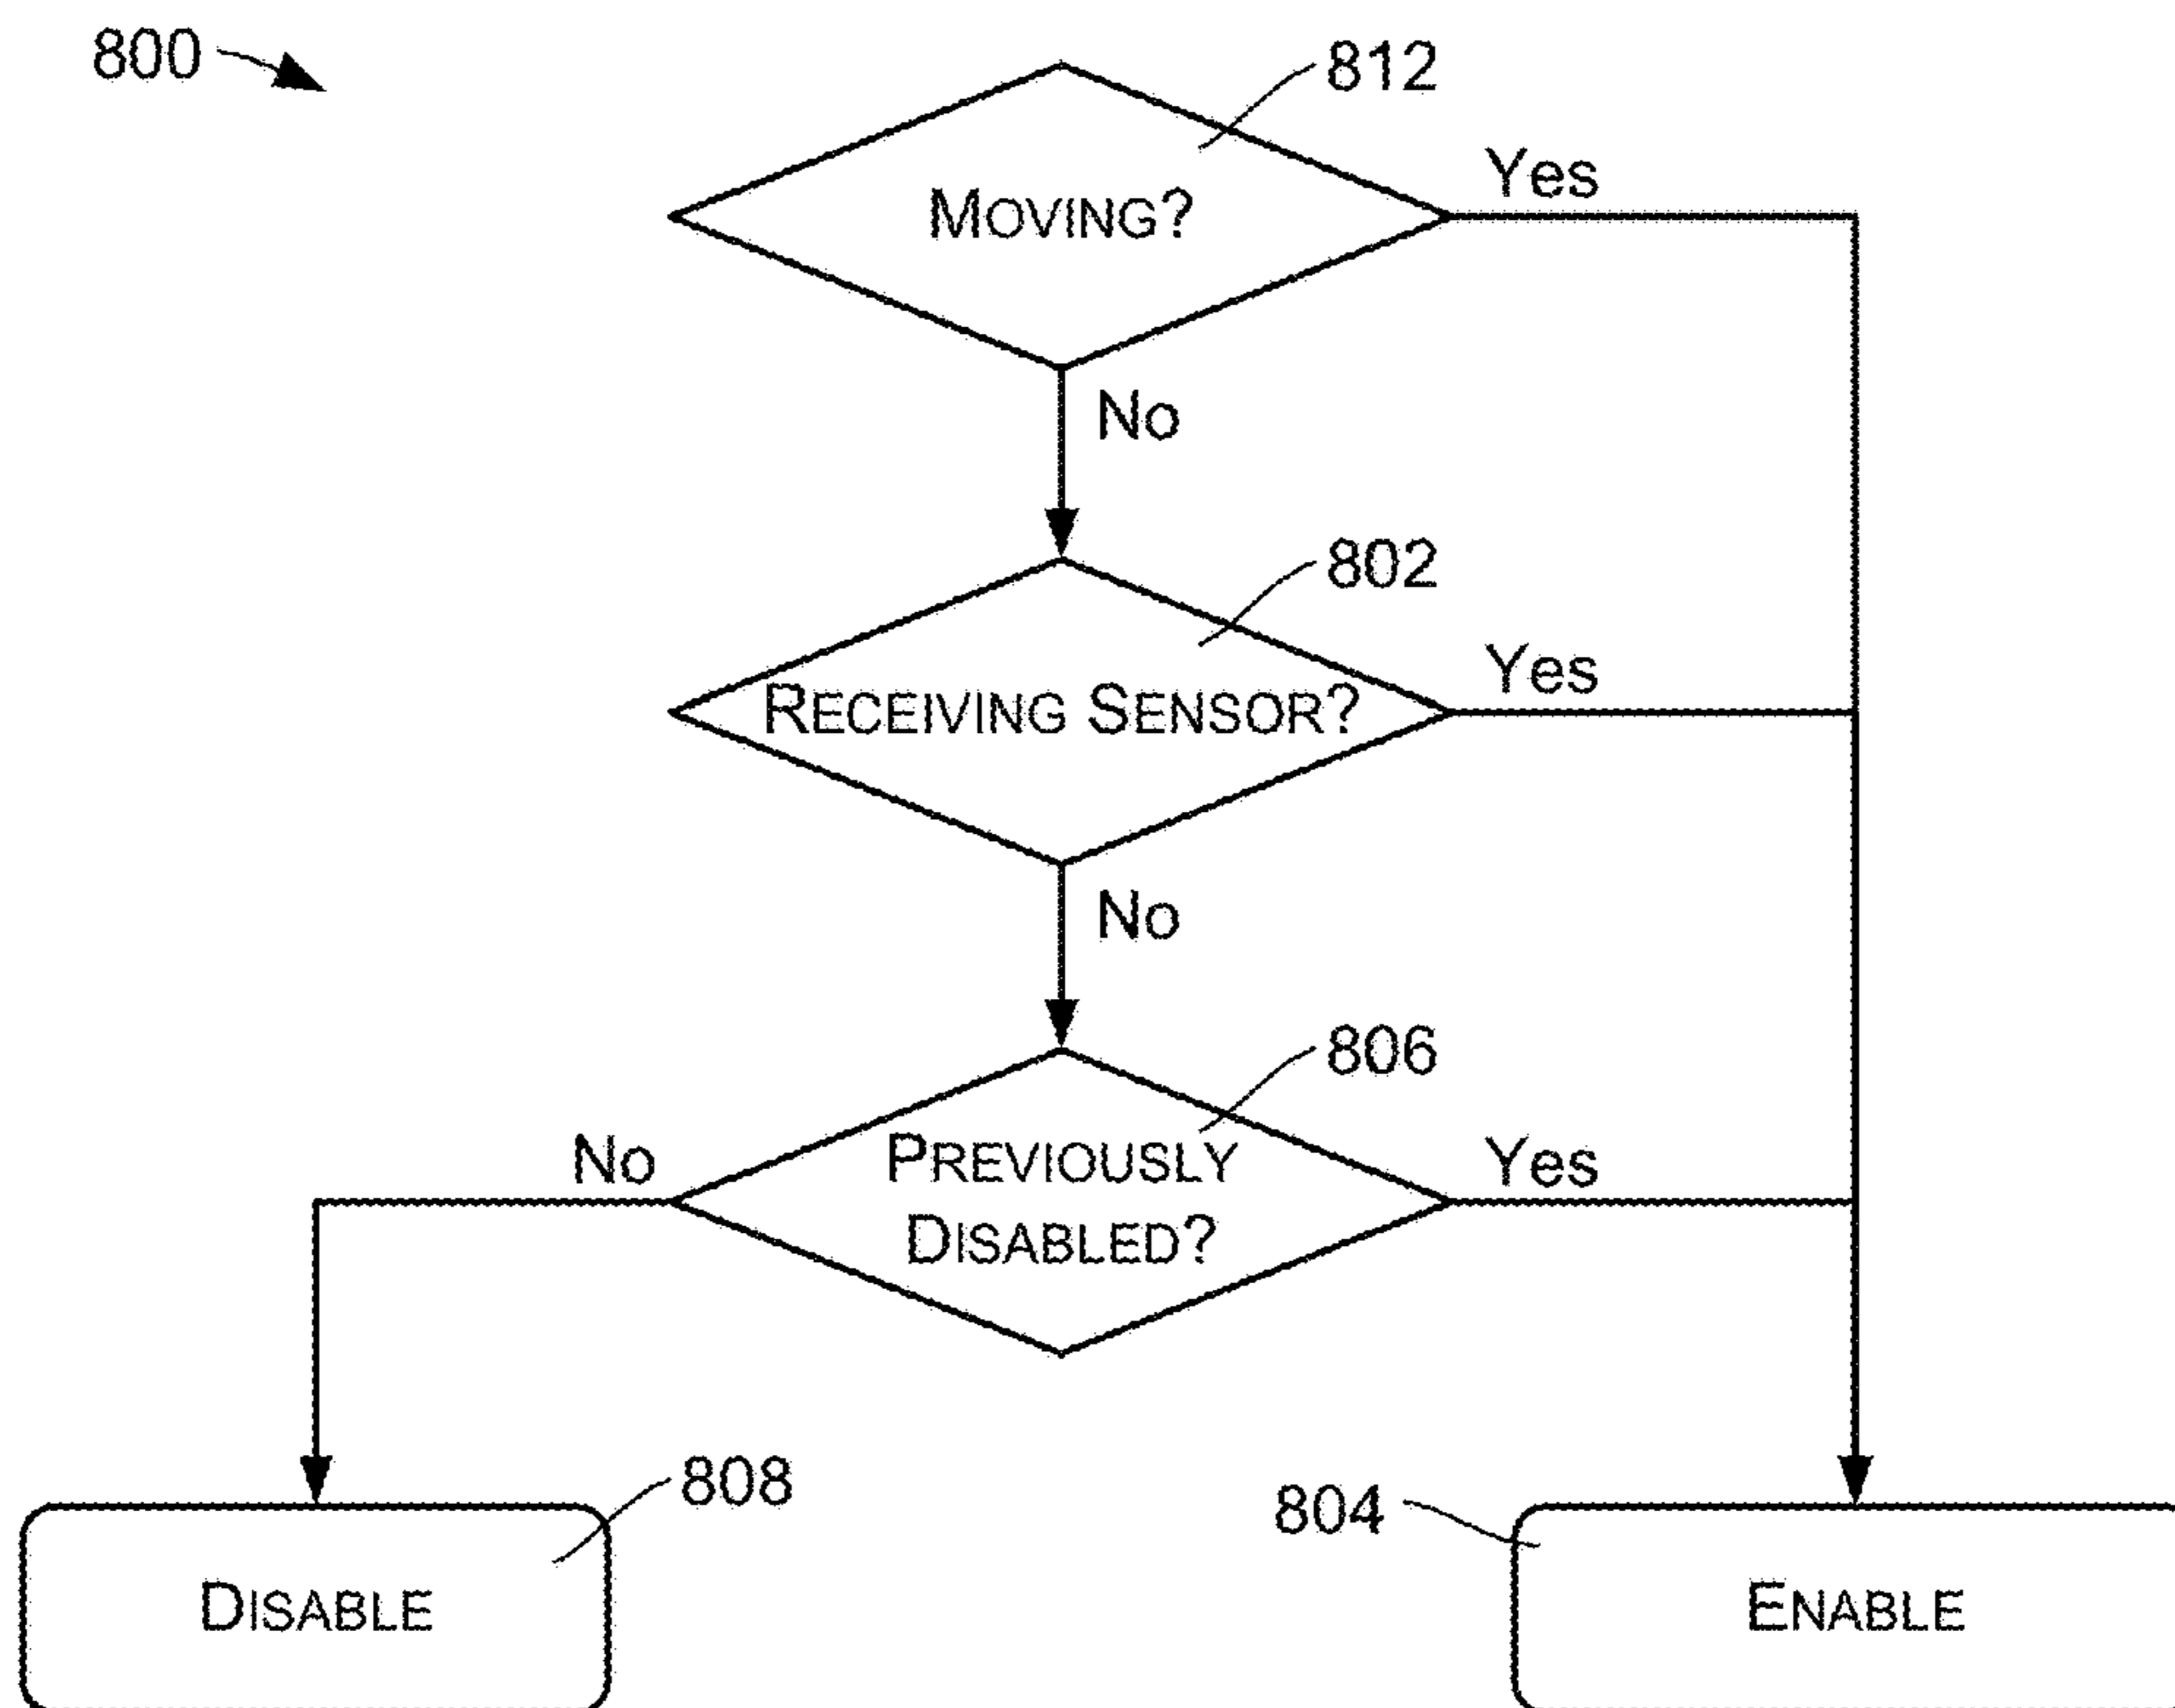 800
812
MOVING?
Yes
No
802
RECEIVING SENSOR?
Yes
No
806
No
PREVIOUSLY
DISABLED?
Yes
808
804
DISABLE
ENABLE